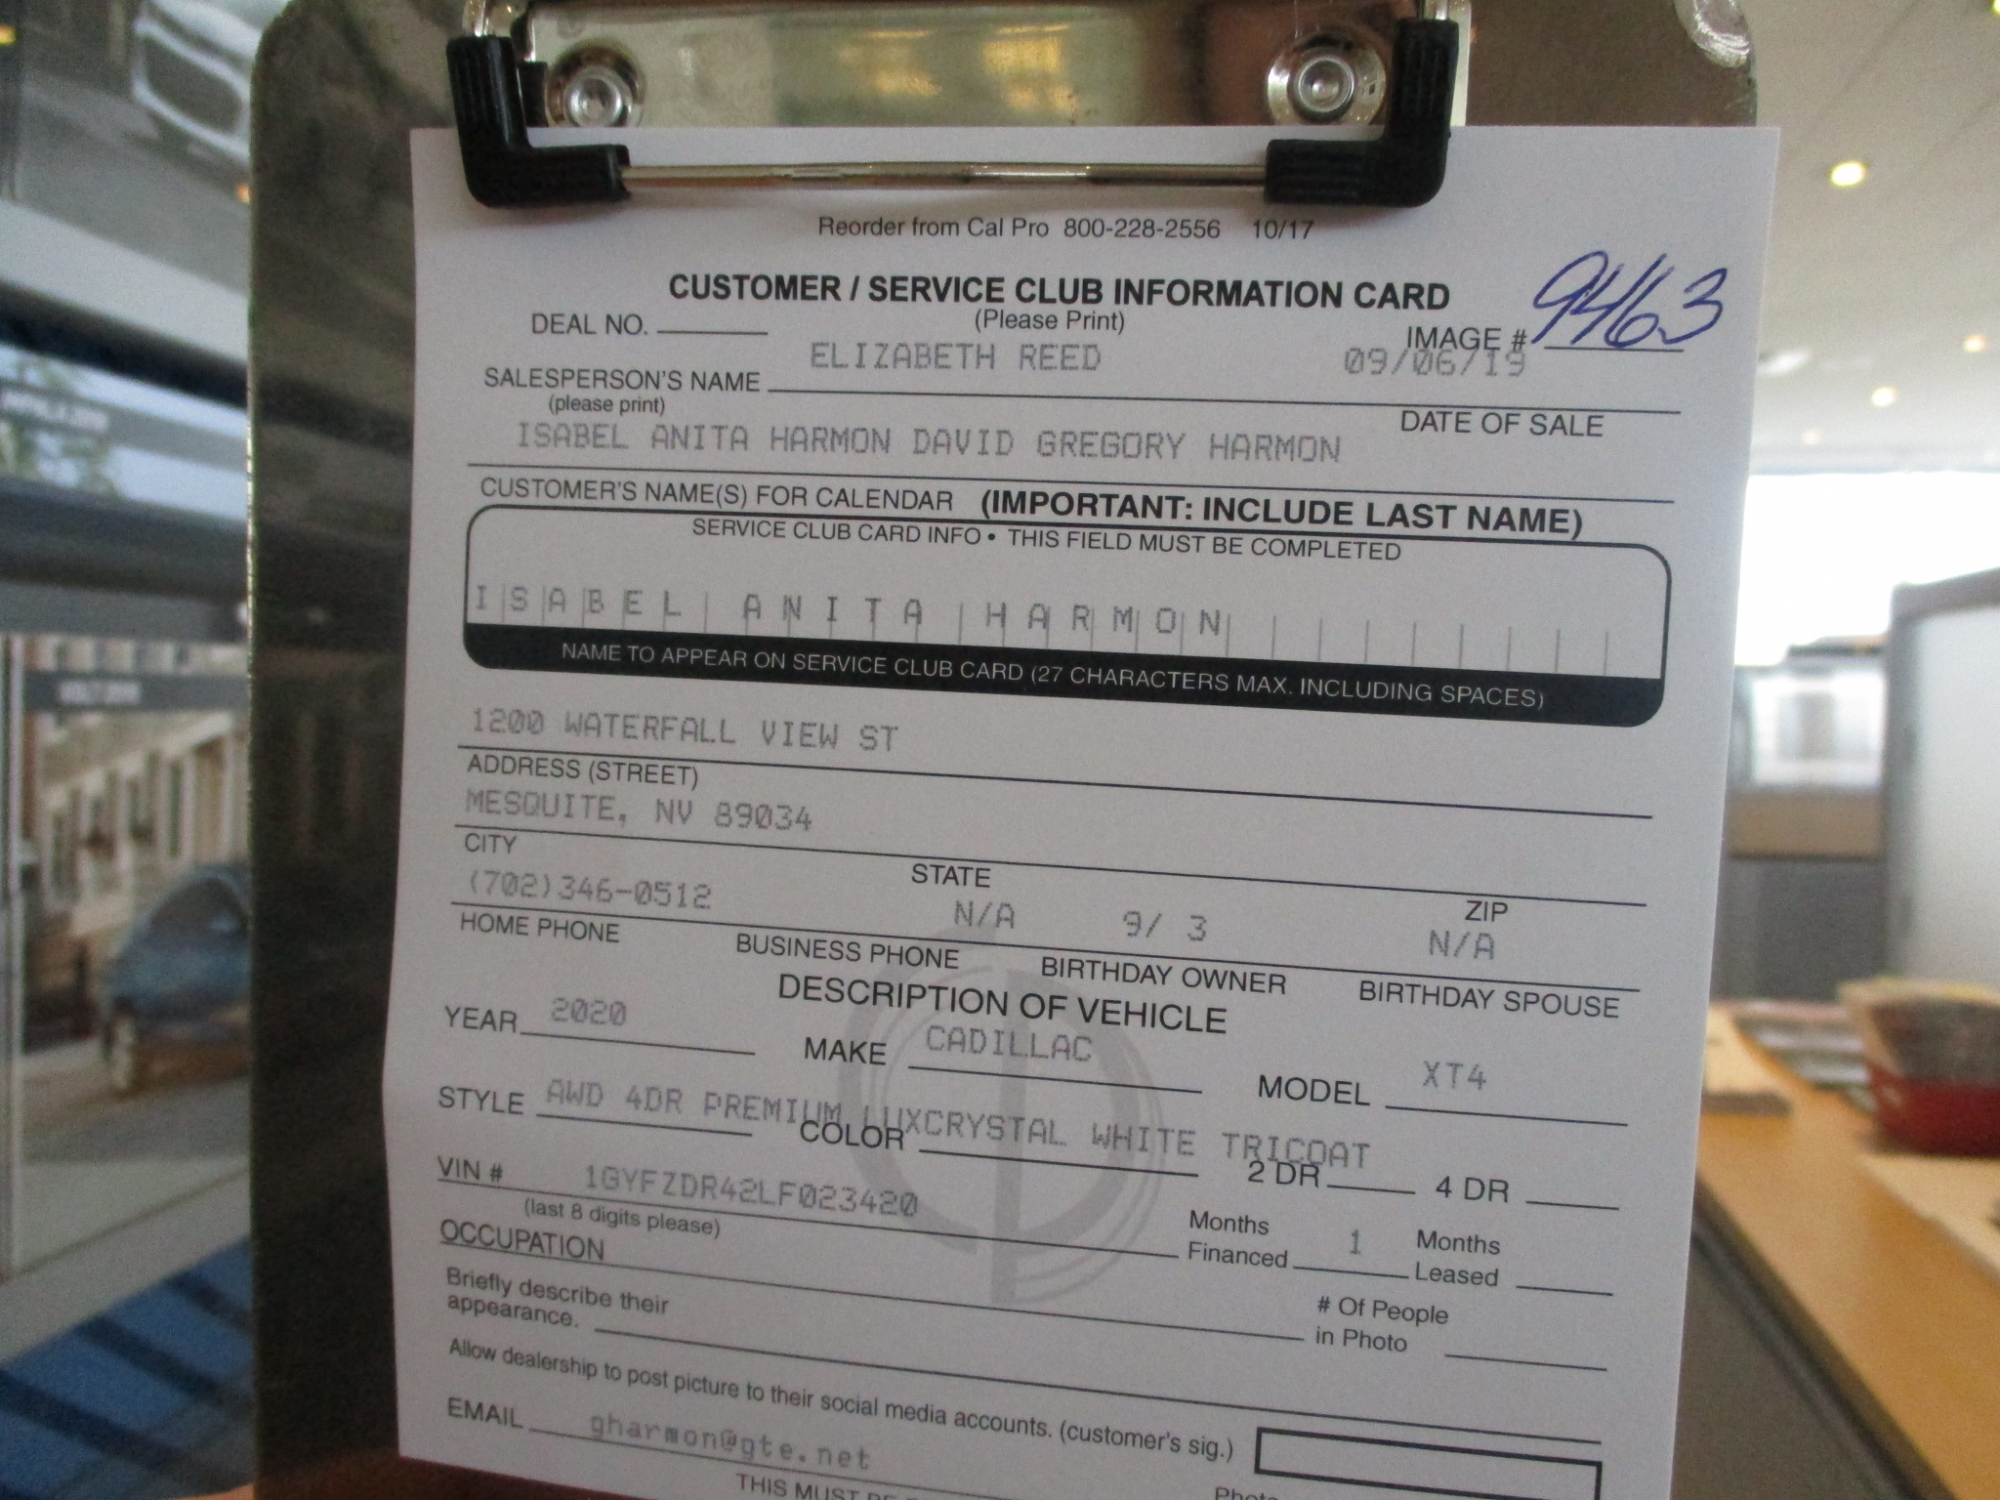 Reorder from Cal Pro 800-228-2556 10/17
CUSTOMER / SERVICE CLUB INFORMATION CARD
9463
DEAL NO.
(Please Print)
IMAGE #
ELIZABETH REED
09/06/19
SALESPERSON'S NAME
(please print)
DATE OF SALE
ISABEL ANITA HARMON DAVID GREGORY HARMON
CUSTOMER'S NAME(S) FOR CALENDAR (IMPORTANT: INCLUDE LAST NAME)
SERVICE CLUB CARD INFO • THIS FIELD MUST BE COMPLETED
ISABEL ANITA HARMON
NAME TO APPEAR ON SERVICE CLUB CARD (27 CHARACTERS MAX. INCLUDING SPACES)
1200 WATERFALL VIEW ST
ADDRESS (STREET)
MESQUITE, NV 89034
CITY STATE ZIP
(702)346-0512 N/A 9/ 3 N/A
HOME PHONE BUSINESS PHONE BIRTHDAY OWNER BIRTHDAY SPOUSE
DESCRIPTION OF VEHICLE
YEAR 2020 MAKE CADILLAC MODEL XT4
STYLE AWD 4DR PREMIUM LUXCRYSTAL WHITE TRICOAT
COLOR 2 DR 4 DR
VIN # 1GYFZDR42LF023420
(last 8 digits please)
Months Financed 1 Months Leased
OCCUPATION
# Of People in Photo
Briefly describe their
appearance.
Allow dealership to post picture to their social media accounts. (customer's sig.)
EMAIL gharmon@gte.net
THIS MUST BE